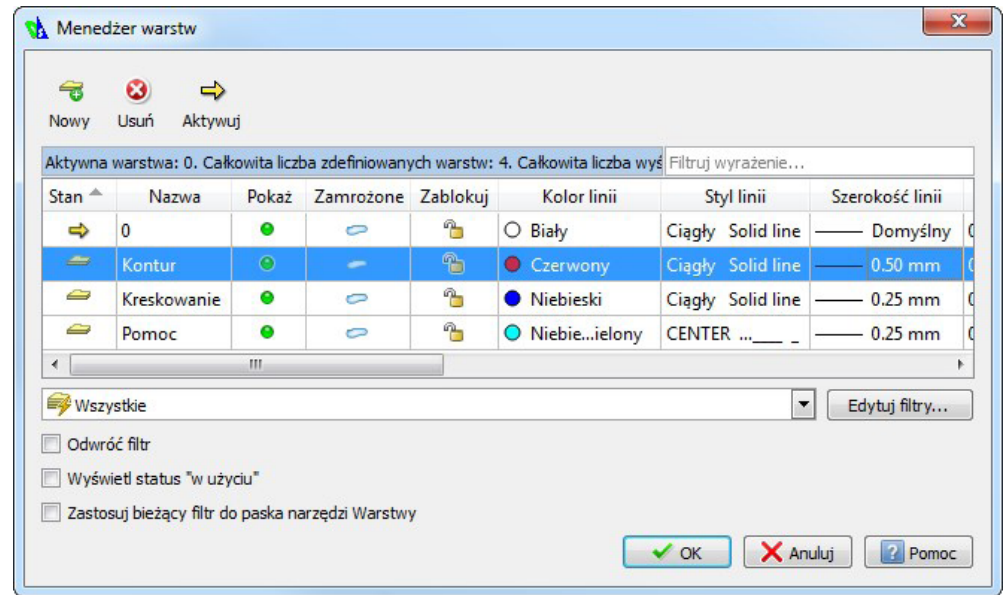 Menedżer warstw
Nowy Usuń Aktywuj
Aktywna warstwa: 0. Całkowita liczba zdefiniowanych warstw: 4. Całkowita liczba wyś Filtruj wyrażenie...
Stan Nazwa Pokaż Zamrożone Zablokuj Kolor linii Styl linii Szerokość linii
0 Biały Ciągły Solid line Domyślny
Kontur Czerwony Ciągły Solid line 0.50 mm
Kreskowanie Niebieski Ciągły Solid line 0.25 mm
Pomoc Niebie...ielony CENTER ...___ _ 0.25 mm
Wszystkie Edytuj filtry...
Odwróć filtr
Wyświetl status "w użyciu"
Zastosuj bieżący filtr do paska narzędzi Warstwy
OK Anuluj Pomoc